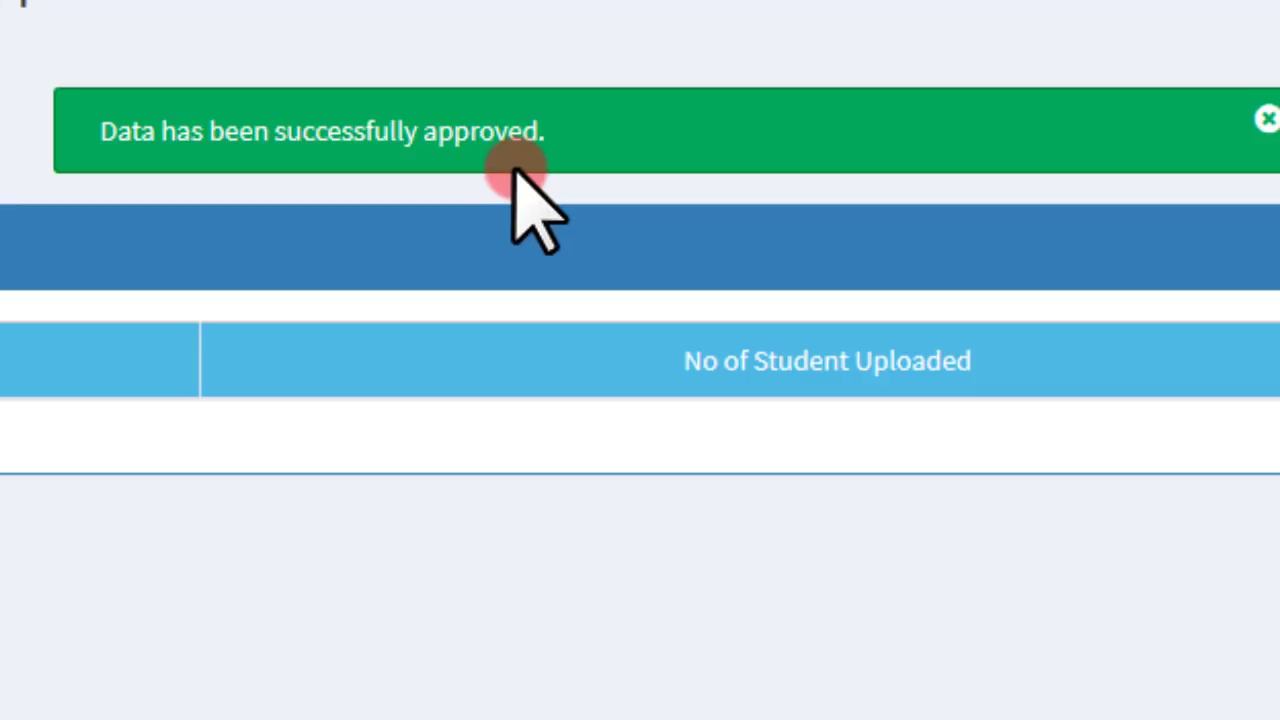 Data has been successfully approved.
No of Student Uploaded